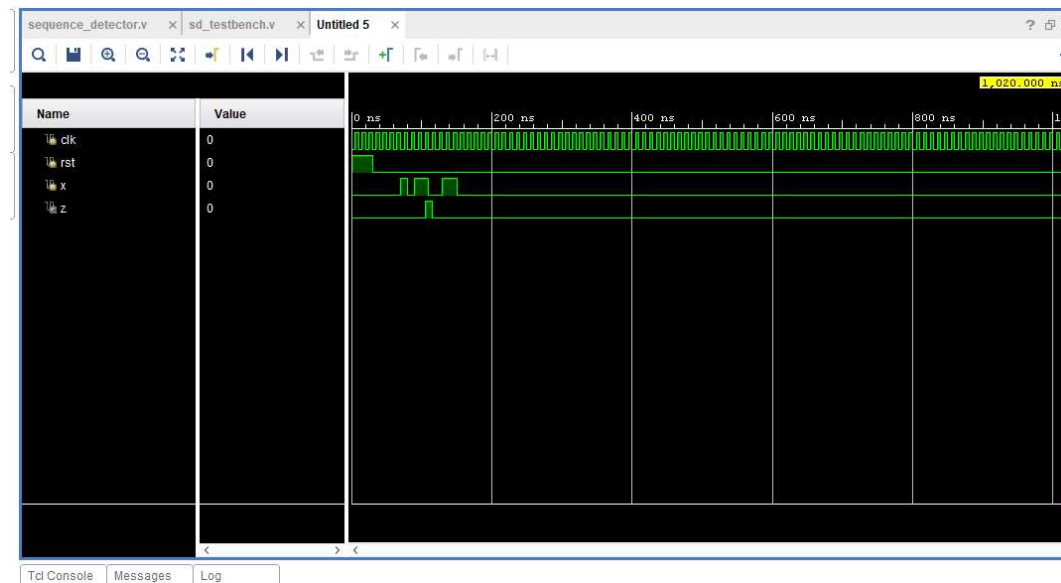 sequence_detector.v × sd_testbench.v × Untitled 5 × ?
1,020.000 ns
Name Value
0 ns 200 ns 400 ns 600 ns 800 ns 1
clk 0
rst 0
x 0
z 0
Tcl Console Messages Log